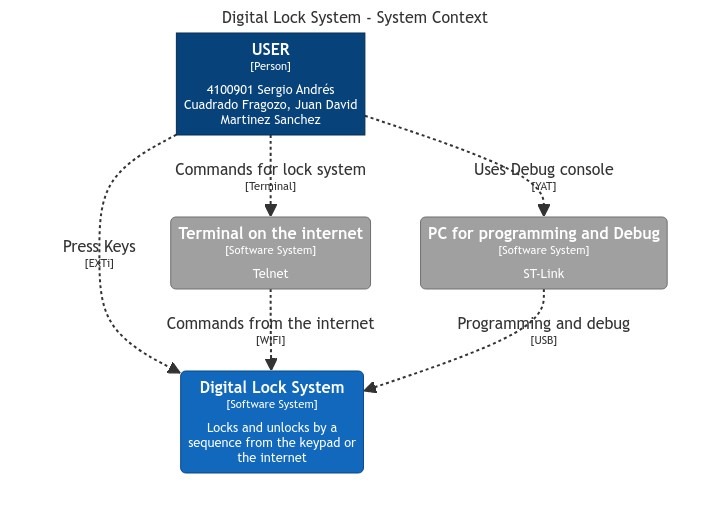 Digital Lock System - System Context
USER
[Person]
4100901 Sergio Andrés
Cuadrado Fragozo, Juan David
Martinez Sanchez
Commands for lock system
[Terminal]
Uses Debug console
[YAT]
Terminal on the internet
[Software System]
Telnet
PC for programming and Debug
[Software System]
ST-Link
Press Keys
[EXTi]
Commands from the internet
[WIFI]
Programming and debug
[USB]
Digital Lock System
[Software System]
Locks and unlocks by a
sequence from the keypad or
the internet